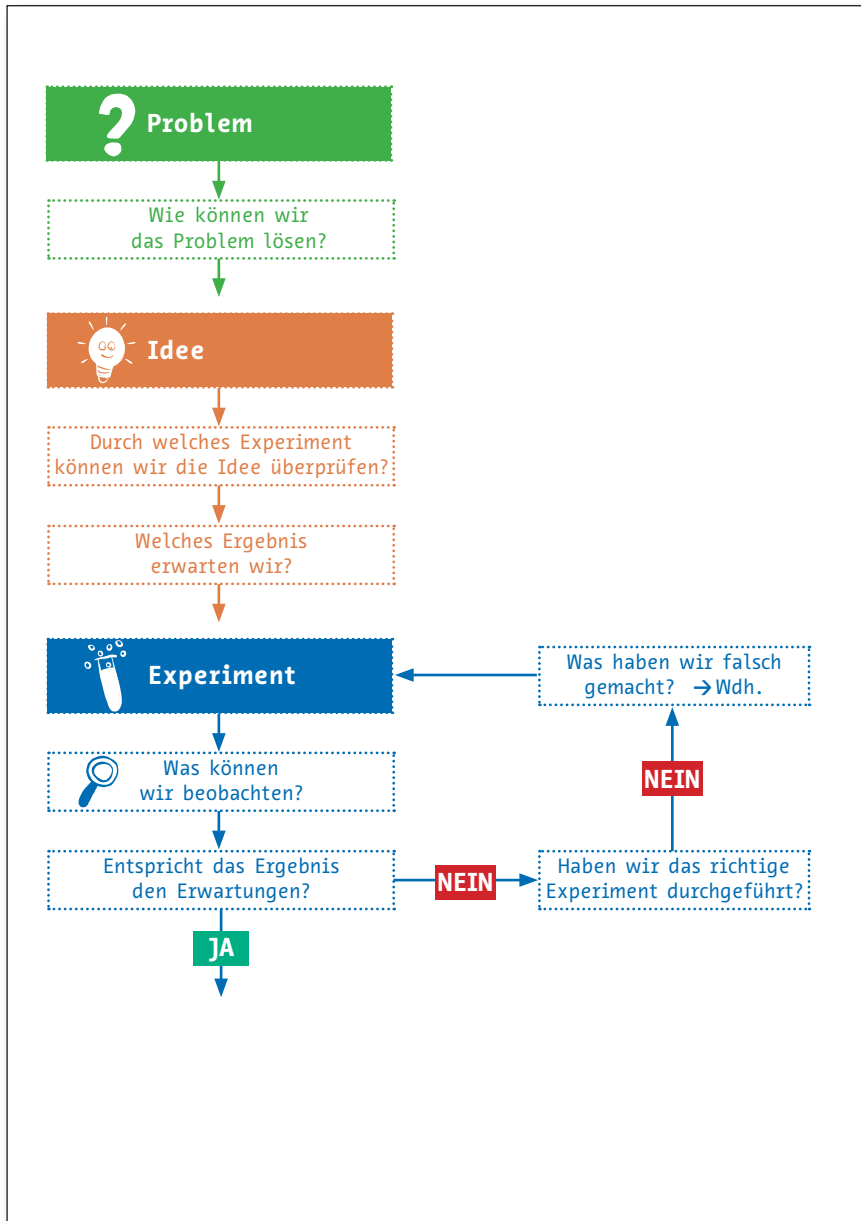 Problem
Wie können wir
das Problem lösen?
Idee
Durch welches Experiment
können wir die Idee überprüfen?
Welches Ergebnis
erwarten wir?
Experiment
Was haben wir falsch
gemacht? → Wdh.
Was können
wir beobachten?
NEIN
Entspricht das Ergebnis
den Erwartungen?
NEIN
Haben wir das richtige
Experiment durchgeführt?
JA